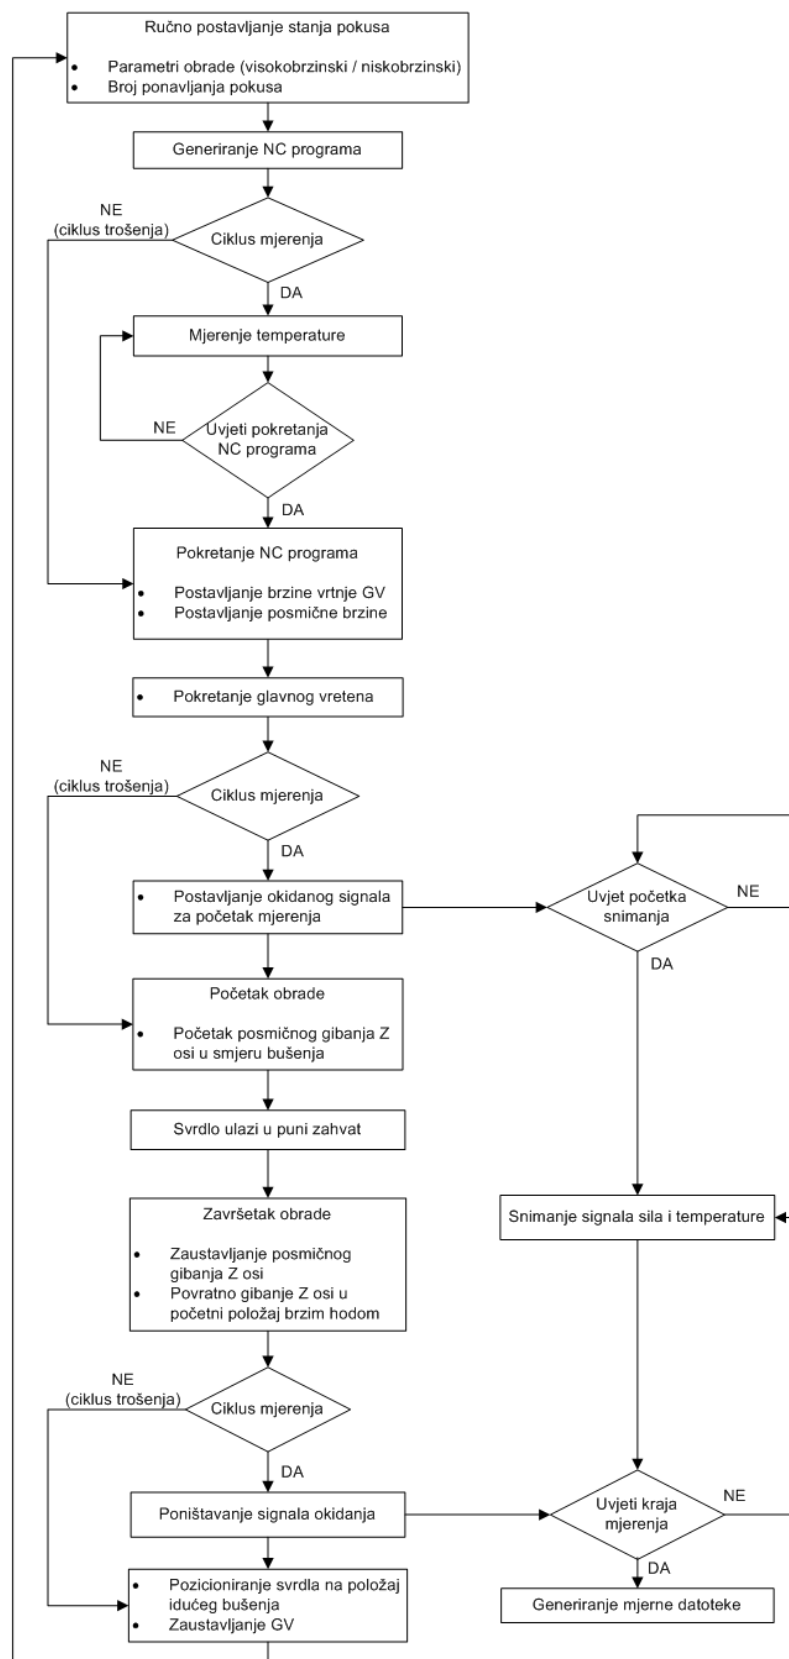 Ručno postavljanje stanja pokusa
• Parametri obrade (visokobrzinski / niskobrzinski)
• Broj ponavljanja pokusa
Generiranje NC programa
NE
(ciklus trošenja)
Ciklus mjerenja
DA
Mjerenje temperature
NE
Uvjeti pokretanja
NC programa
DA
Pokretanje NC programa
• Postavljanje brzine vrtnje GV
• Postavljanje posmične brzine
• Pokretanje glavnog vretena
NE
(ciklus trošenja)
Ciklus mjerenja
DA
• Postavljanje okidanog signala
za početak mjerenja
Uvjet početka
snimanja
NE
DA
Početak obrade
• Početak posmičnog gibanja Z
osi u smjeru bušenja
Svrdlo ulazi u puni zahvat
Snimanje signala sila i temperature
Završetak obrade
• Zaustavljanje posmičnog
gibanja Z osi
• Povratno gibanje Z osi u
početni položaj brzim hodom
NE
(ciklus trošenja)
Ciklus mjerenja
DA
Poništavanje signala okidanja
Uvjeti kraja
mjerenja
NE
DA
• Pozicioniranje svrdla na položaj
idućeg bušenja
• Zaustavljanje GV
Generiranje mjerne datoteke